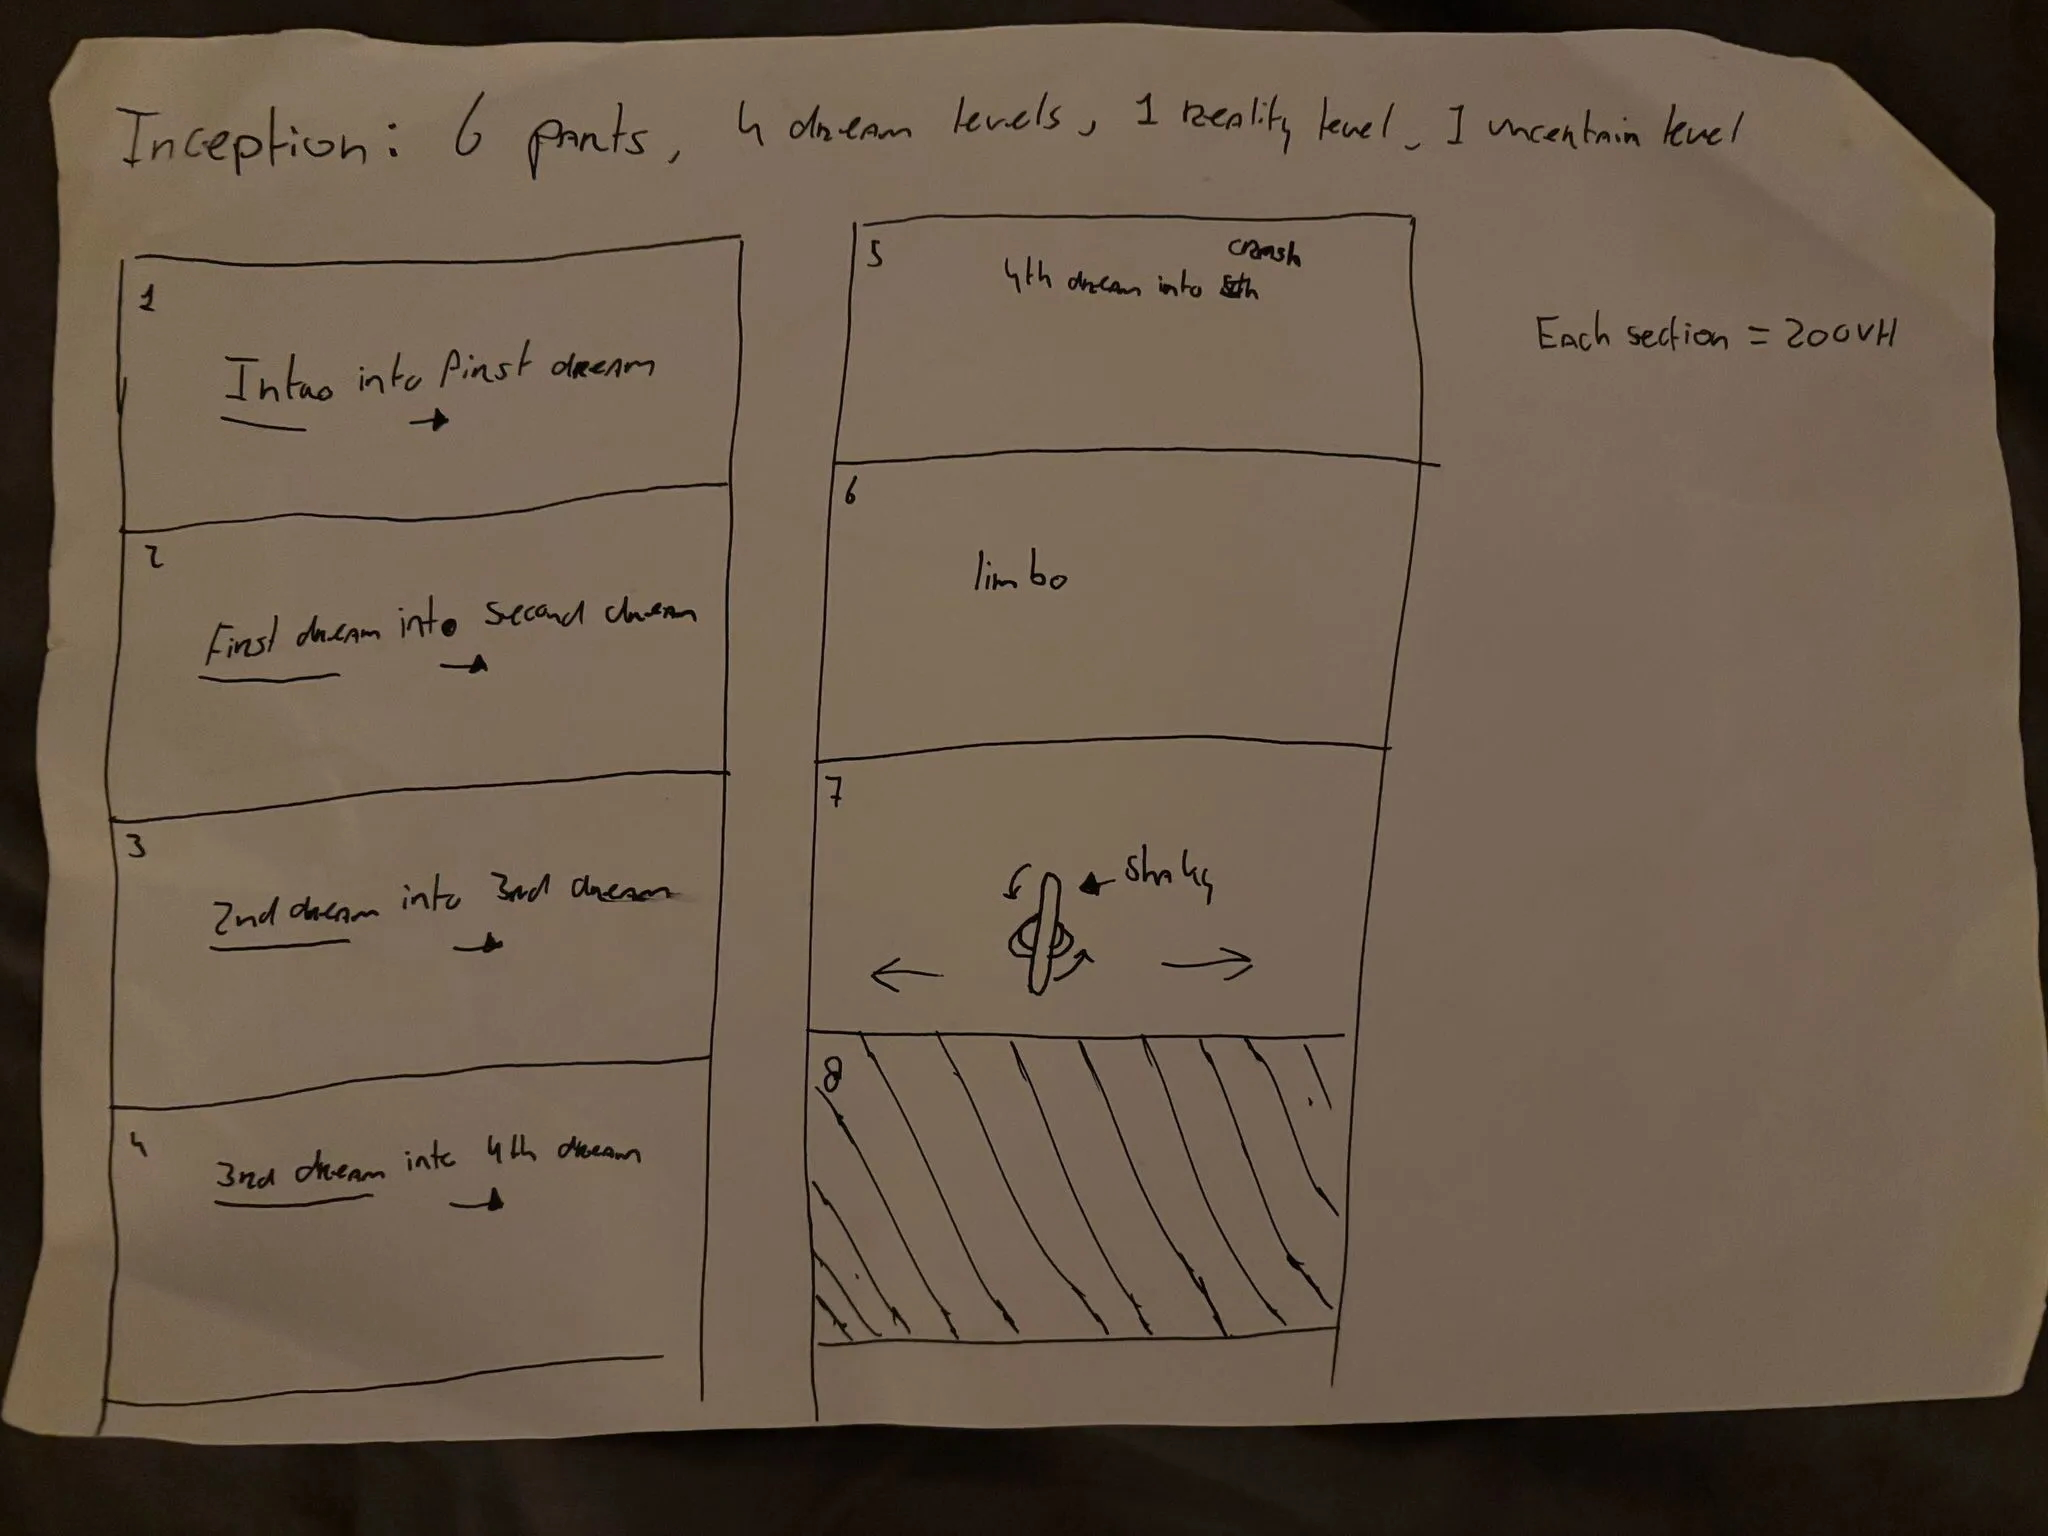 Inception: 6 parts, 4 dream levels, 1 reality level, 1 uncertain level
1
Intro into first dream
2
First dream into second dream
3
2nd dream into 3rd dream
4
3rd dream into 4th dream
5
crash
4th dream into
6
limbo
7
shaky
8
Each section = 200VH